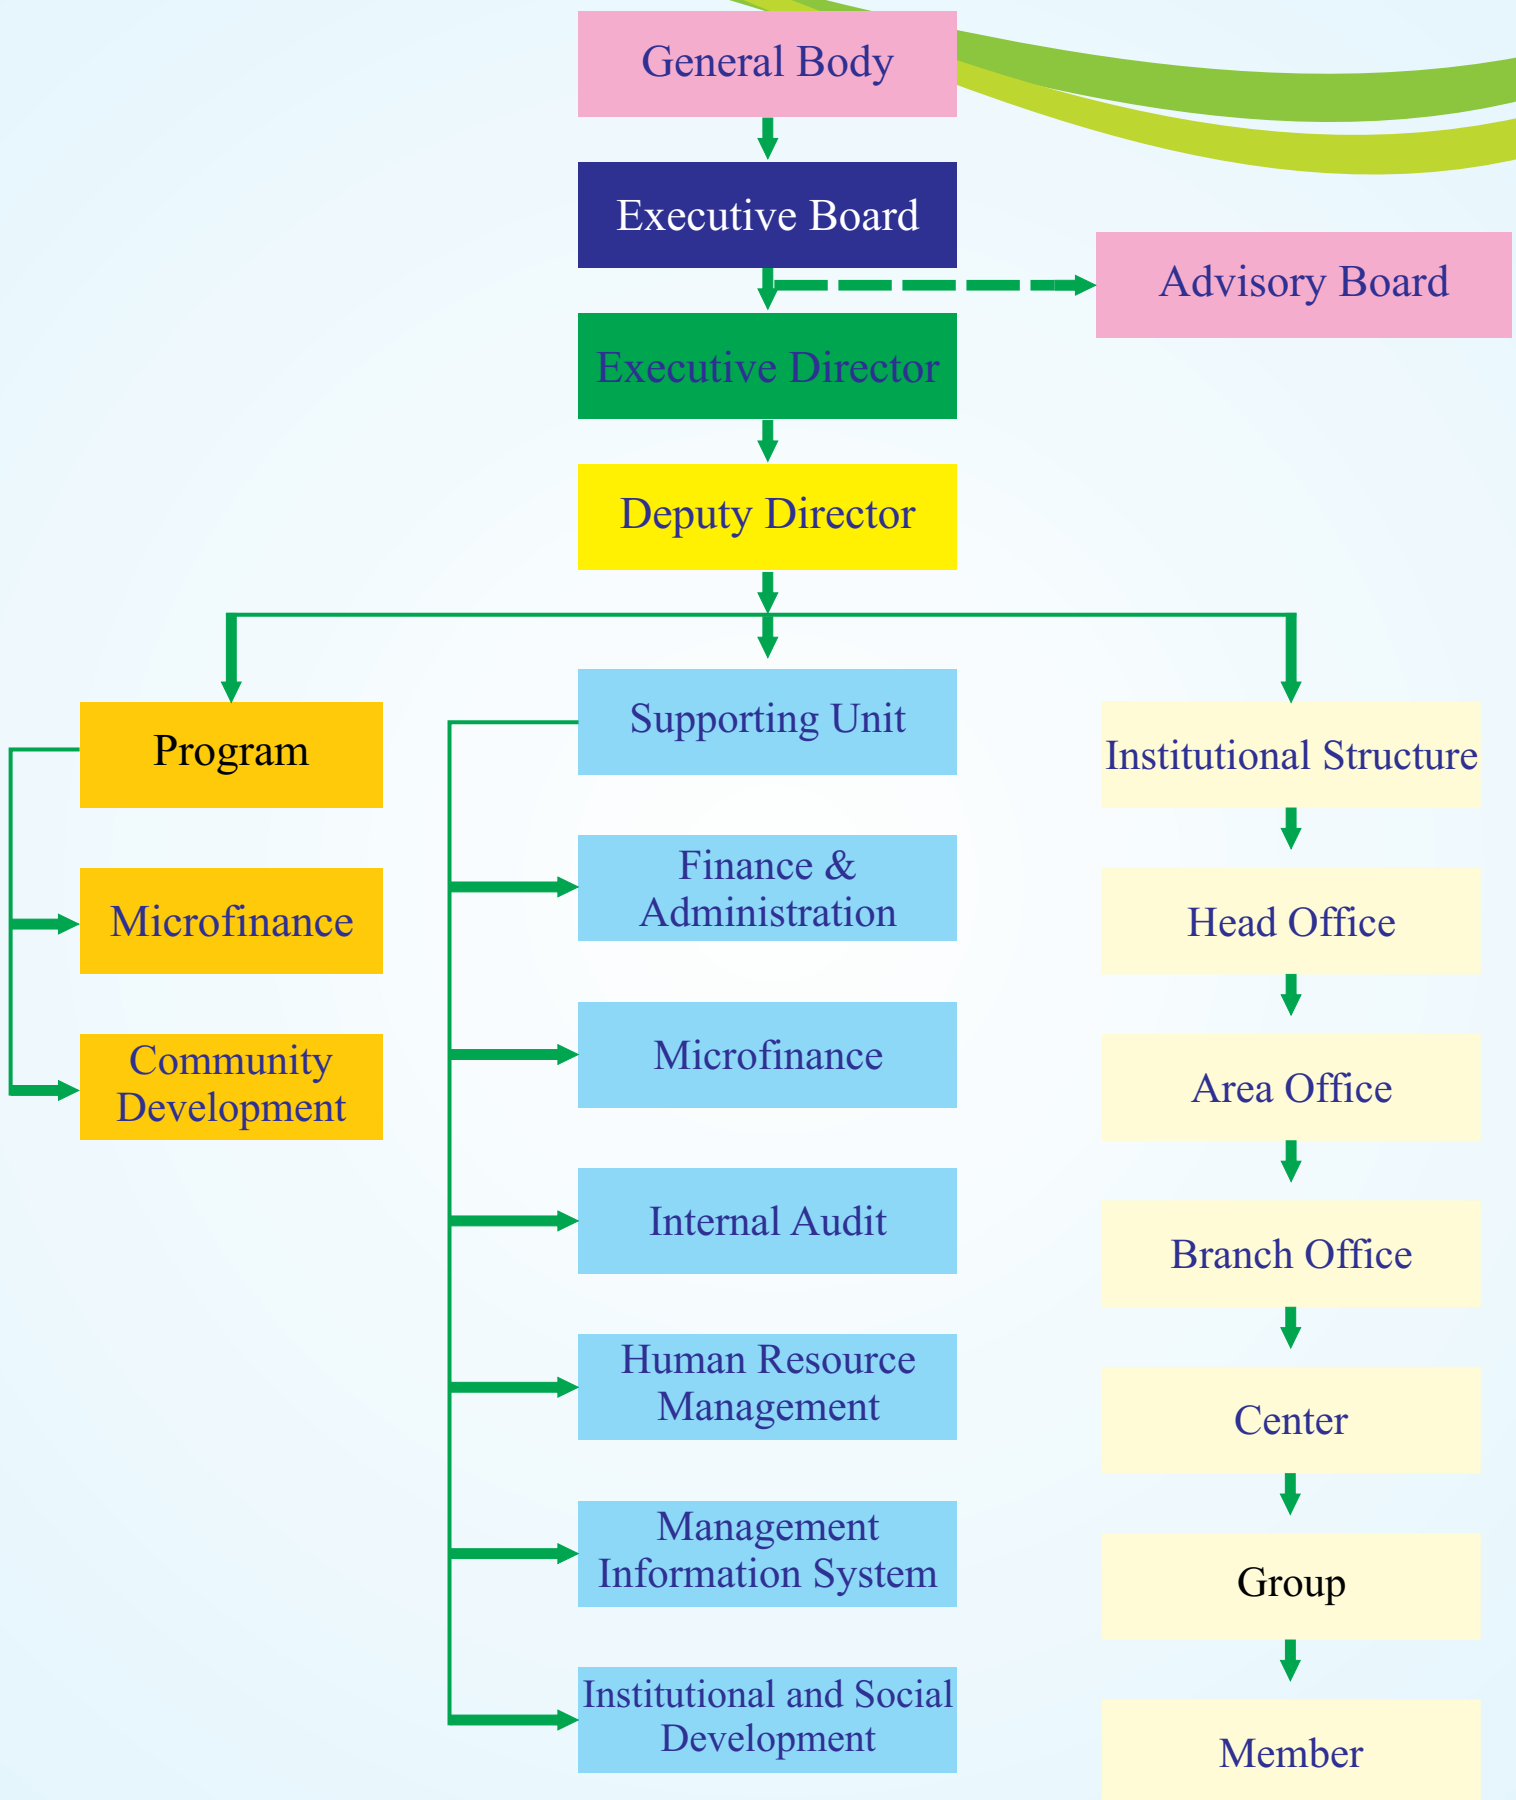 General Body
Executive Board
Advisory Board
Executive Director
Deputy Director
Program
Microfinance
Community
Development
Supporting Unit
Finance &
Administration
Microfinance
Internal Audit
Human Resource
Management
Management
Information System
Institutional and Social
Development
Institutional Structure
Head Office
Area Office
Branch Office
Center
Group
Member